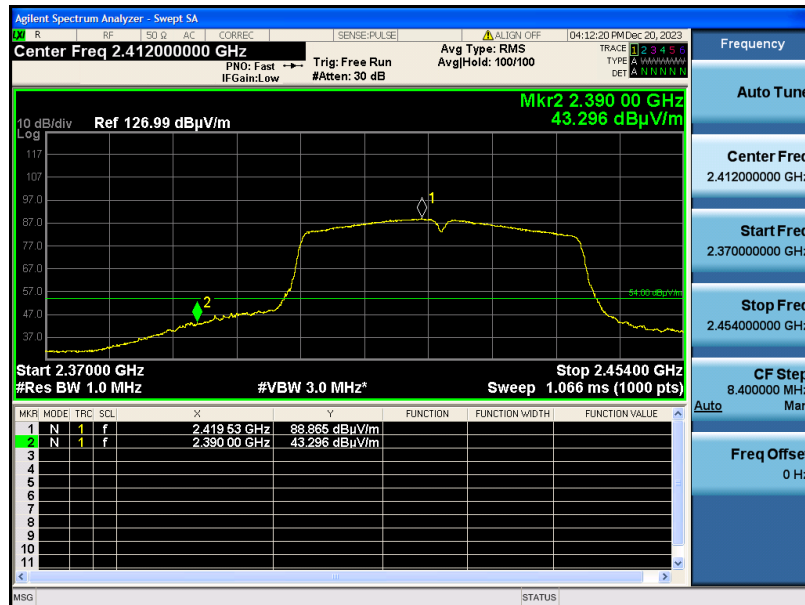 Agilent Spectrum Analyzer - Swept SA
LXI R RF 50 Ω AC CORREC SENSE:PULSE ALIGN OFF 04:12:20 PM Dec 20, 2023
Center Freq 2.412000000 GHz
PNO: Fast
IFGain:Low
Trig: Free Run
#Atten: 30 dB
Avg Type: RMS
Avg|Hold: 100/100
TRACE 1 2 3 4 5 6
TYPE A WWWWW
DET A N N N N N
Mkr2 2.390 00 GHz
43.296 dBµV/m
10 dB/div Ref 126.99 dBµV/m
Log
117
107
97.0
87.0
77.0
67.0
57.0
47.0
37.0
1
2
54.00 dBµV/m
Start 2.37000 GHz Stop 2.45400 GHz
#Res BW 1.0 MHz #VBW 3.0 MHz* Sweep 1.066 ms (1000 pts)
MKR MODE TRC SCL X Y FUNCTION FUNCTION WIDTH FUNCTION VALUE
1 N 1 f 2.419 53 GHz 88.865 dBµV/m
2 N 1 f 2.390 00 GHz 43.296 dBµV/m
3
4
5
6
7
8
9
10
11
MSG STATUS
Frequency
Auto Tune
Center Freq
2.412000000 GHz
Start Freq
2.370000000 GHz
Stop Freq
2.454000000 GHz
CF Step
8.400000 MHz
Auto Man
Freq Offset
0 Hz